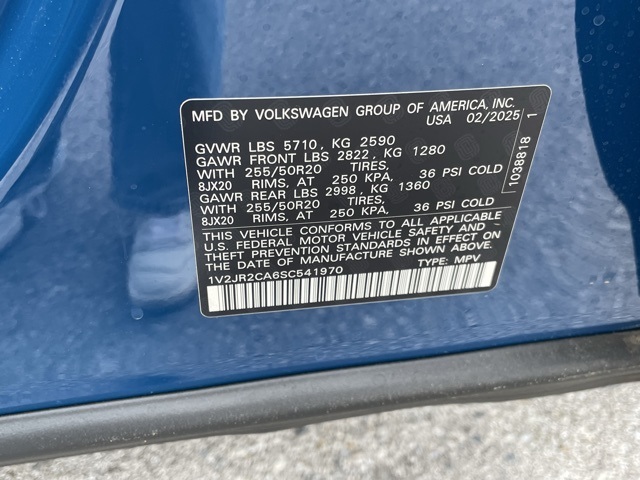 MFD BY VOLKSWAGEN GROUP OF AMERICA, INC.
USA 02/2025
GVWR LBS 5710, KG 2590
GAWR FRONT LBS 2822, KG 1280
WITH 255/50R20 TIRES,
8JX20 RIMS, AT 250 KPA, 36 PSI COLD
GAWR REAR LBS 2998, KG 1360
WITH 255/50R20 TIRES,
8JX20 RIMS, AT 250 KPA, 36 PSI COLD
THIS VEHICLE CONFORMS TO ALL APPLICABLE
U.S. FEDERAL MOTOR VEHICLE SAFETY AND
THEFT PREVENTION STANDARDS IN EFFECT ON
THE DATE OF MANUFACTURE SHOWN ABOVE.
1V2JR2CA6SC541970 TYPE: MPV
1038818 1